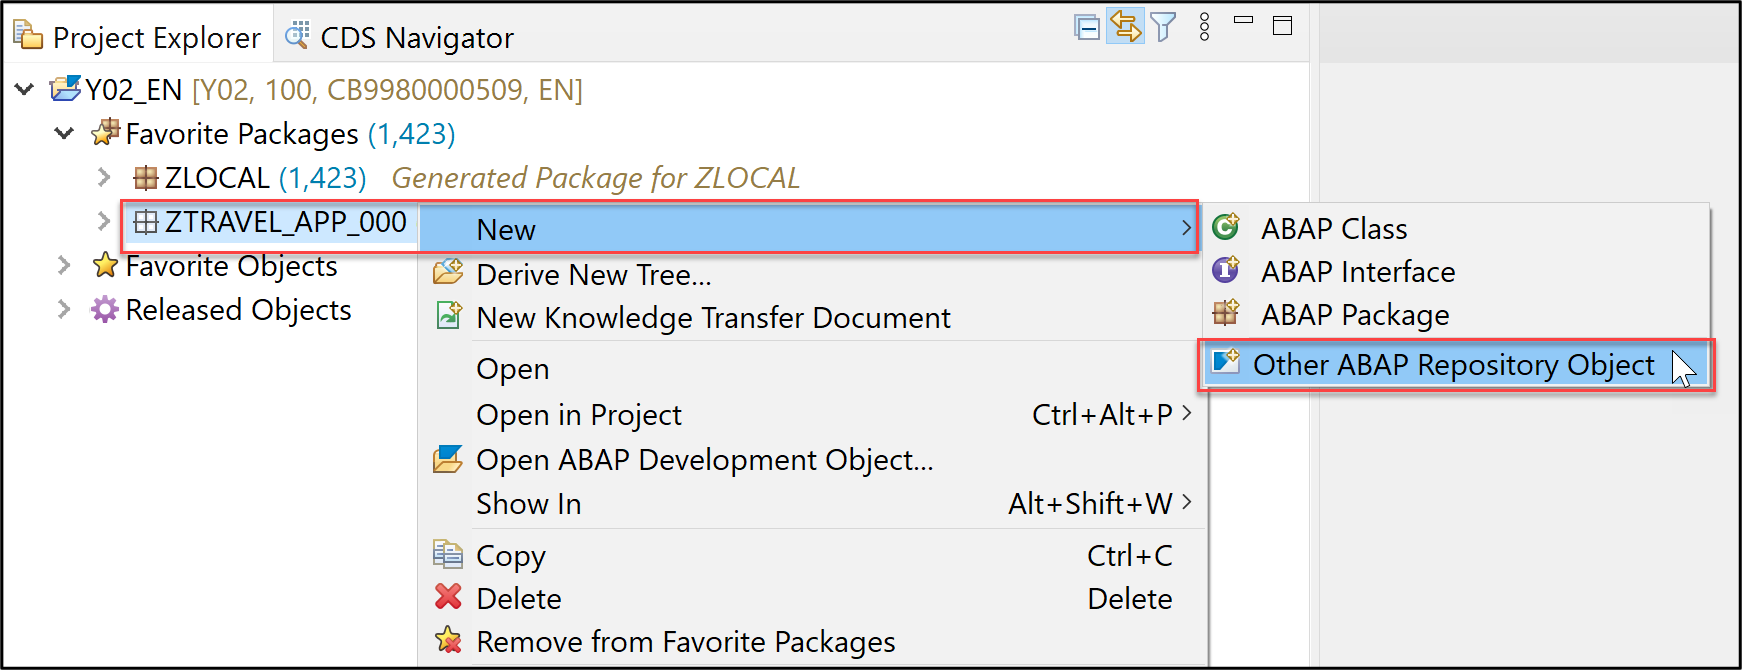 Project Explorer CDS Navigator
Y02_EN [Y02, 100, CB9980000509, EN]
Favorite Packages (1,423)
ZLOCAL (1,423) Generated Package for ZLOCAL
ZTRAVEL_APP_000
Favorite Objects
Released Objects
New
Derive New Tree...
New Knowledge Transfer Document
Open
Open in Project Ctrl+Alt+P
Open ABAP Development Object...
Show In Alt+Shift+W
Copy Ctrl+C
Delete Delete
Remove from Favorite Packages
ABAP Class
ABAP Interface
ABAP Package
Other ABAP Repository Object